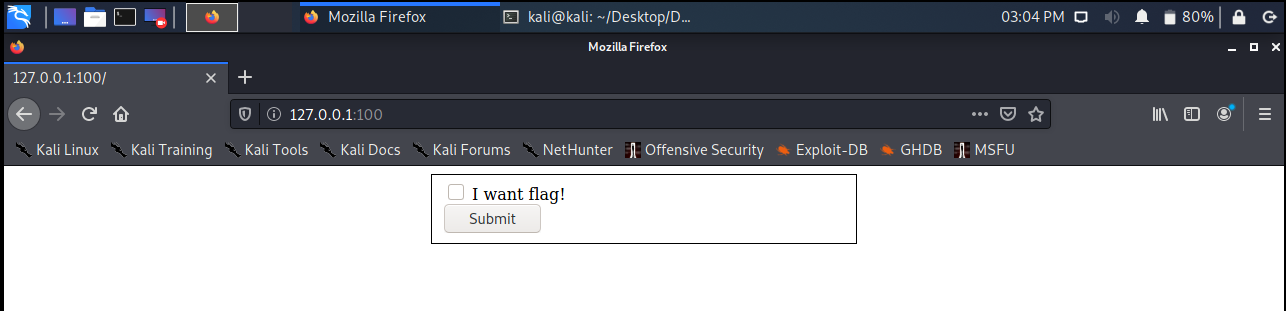 Mozilla Firefox
kali@kali: ~/Desktop/D...
03:04 PM
80%
Mozilla Firefox
127.0.0.1:100/
127.0.0.1:100
Kali Linux Kali Training Kali Tools Kali Docs Kali Forums NetHunter Offensive Security Exploit-DB GHDB MSFU
I want flag!
Submit